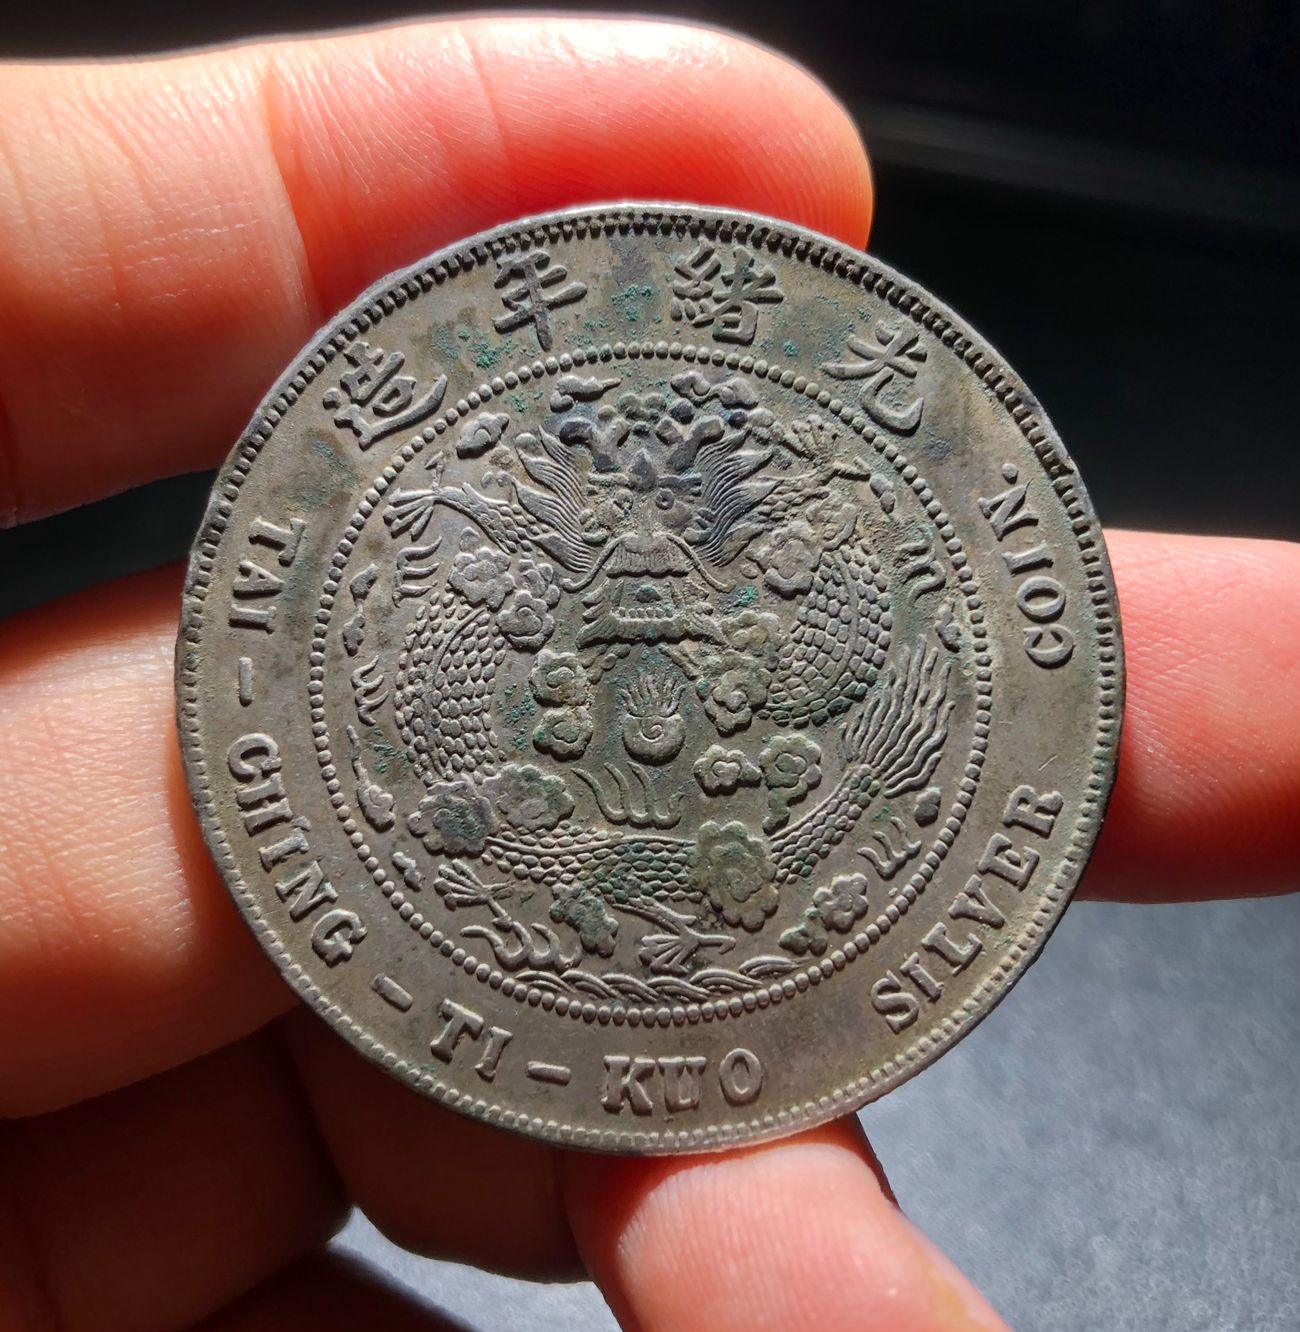 光緒年造
TAI-CHING-TI-KUO SILVER COIN.